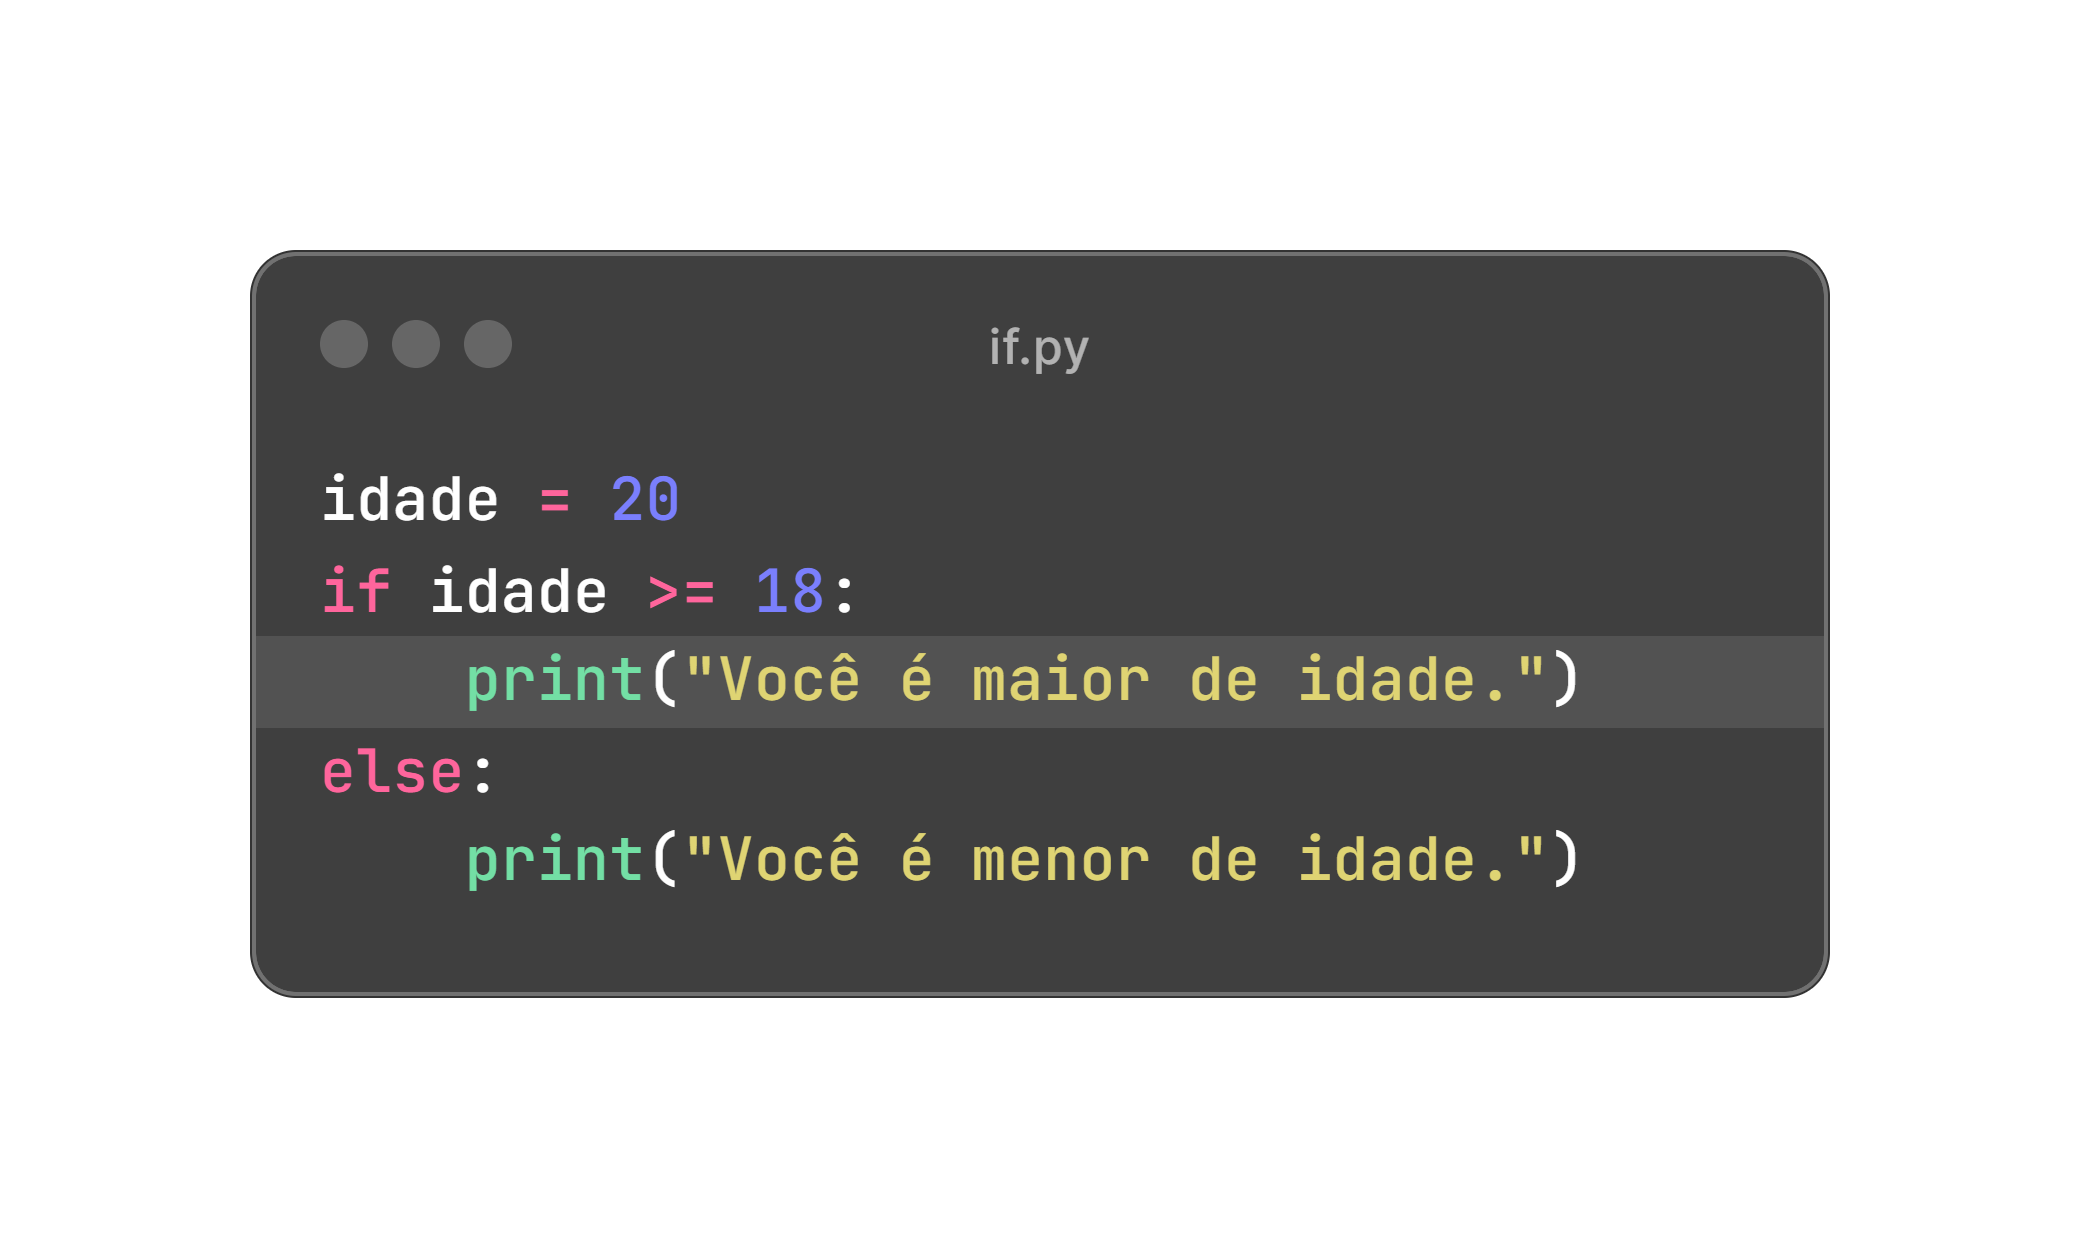 if.py
idade = 20
if idade >= 18:
    print("Você é maior de idade.")
else:
    print("Você é menor de idade.")